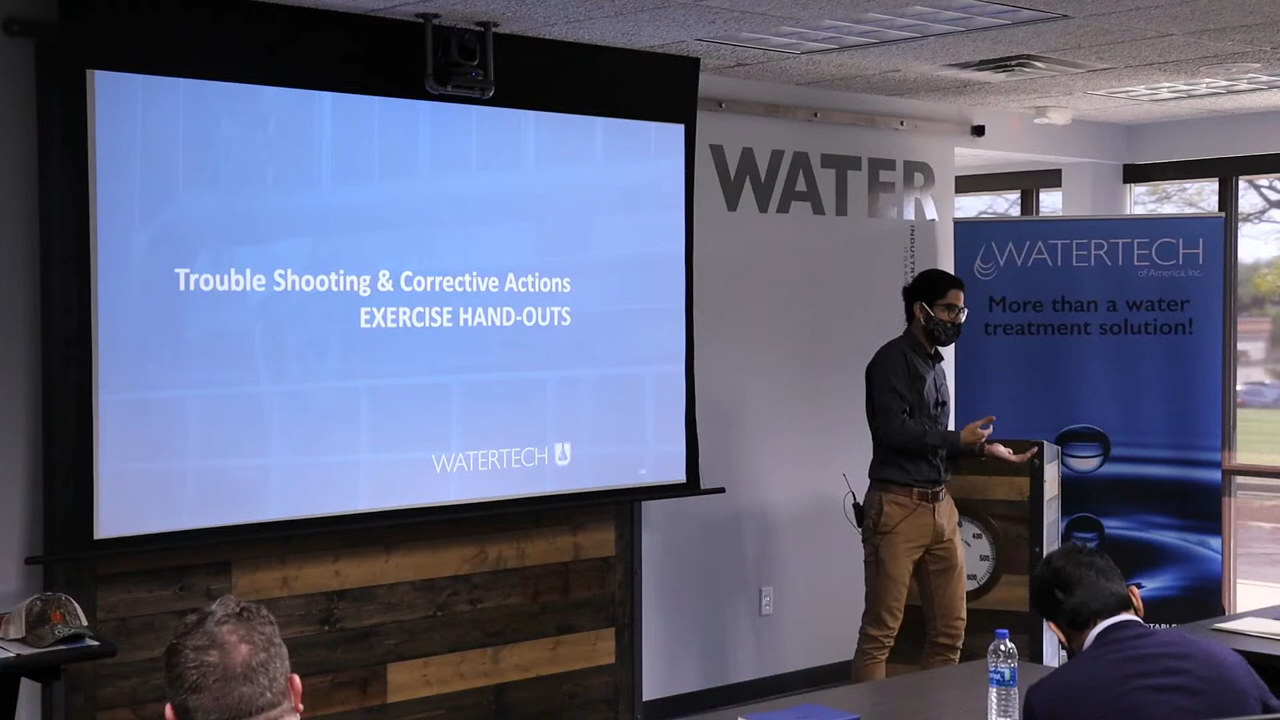 Trouble Shooting & Corrective Actions
EXERCISE HAND-OUTS
WATERTECH
WATER
INDUSTRY
WATERTECH
of America, Inc.
More than a water
treatment solution!
400
500
600